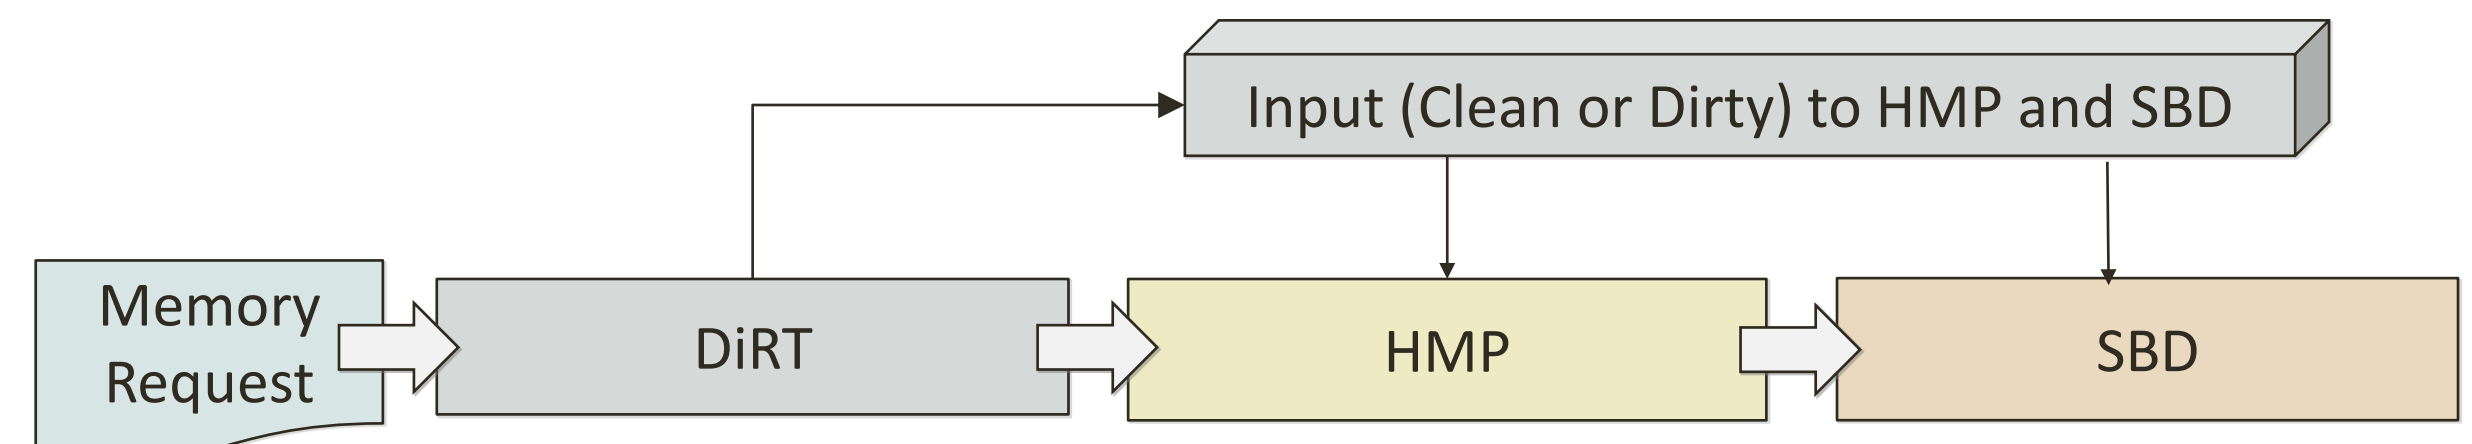 Input (Clean or Dirty) to HMP and SBD
Memory
Request
DiRT
HMP
SBD